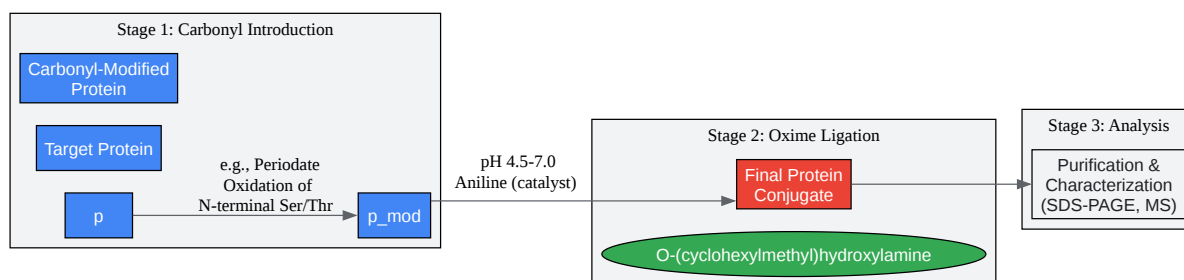 Stage 1: Carbonyl Introduction
Carbonyl-Modified
Protein
Target Protein
p
e.g., Periodate
Oxidation of
N-terminal Ser/Thr
p_mod
pH 4.5-7.0
Aniline (catalyst)
Stage 2: Oxime Ligation
Final Protein
Conjugate
O-(cyclohexylmethyl)hydroxylamine
Stage 3: Analysis
Purification &
Characterization
(SDS-PAGE, MS)